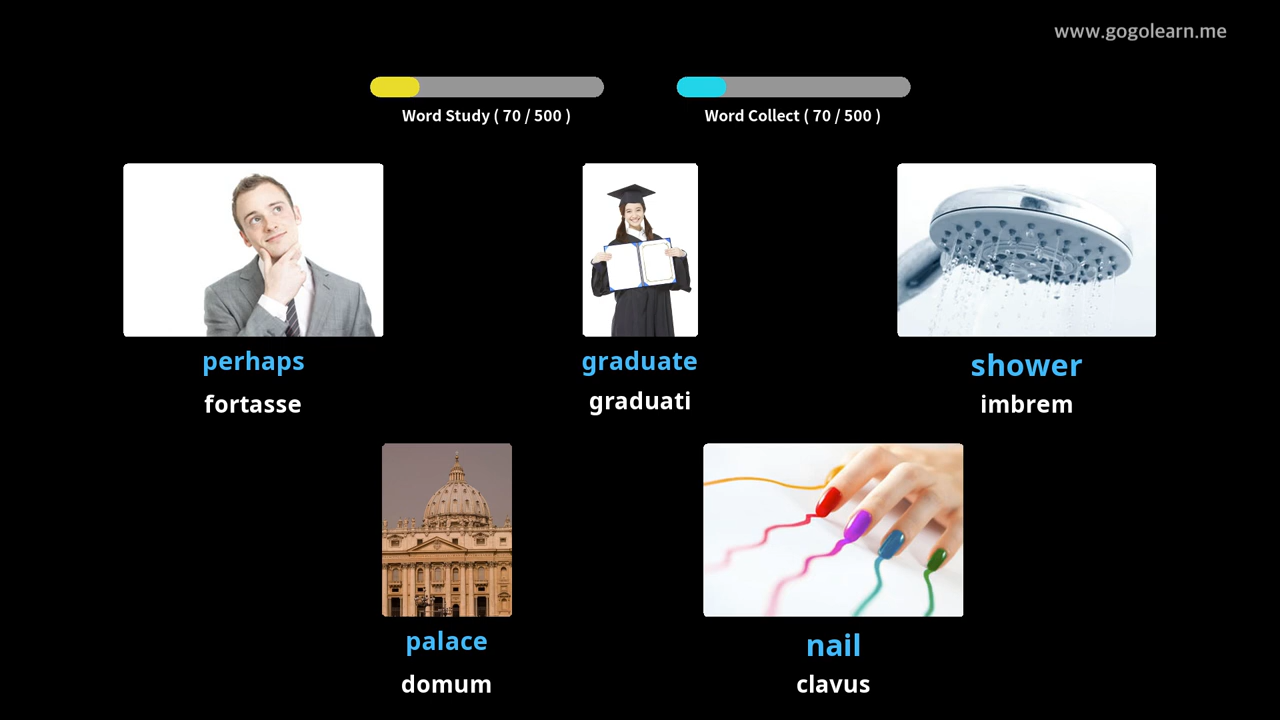 www.gogolearn.me
Word Study ( 70 / 500 )
Word Collect ( 70 / 500 )
perhaps
fortasse
graduate
graduati
shower
imbrem
palace
domum
nail
clavus